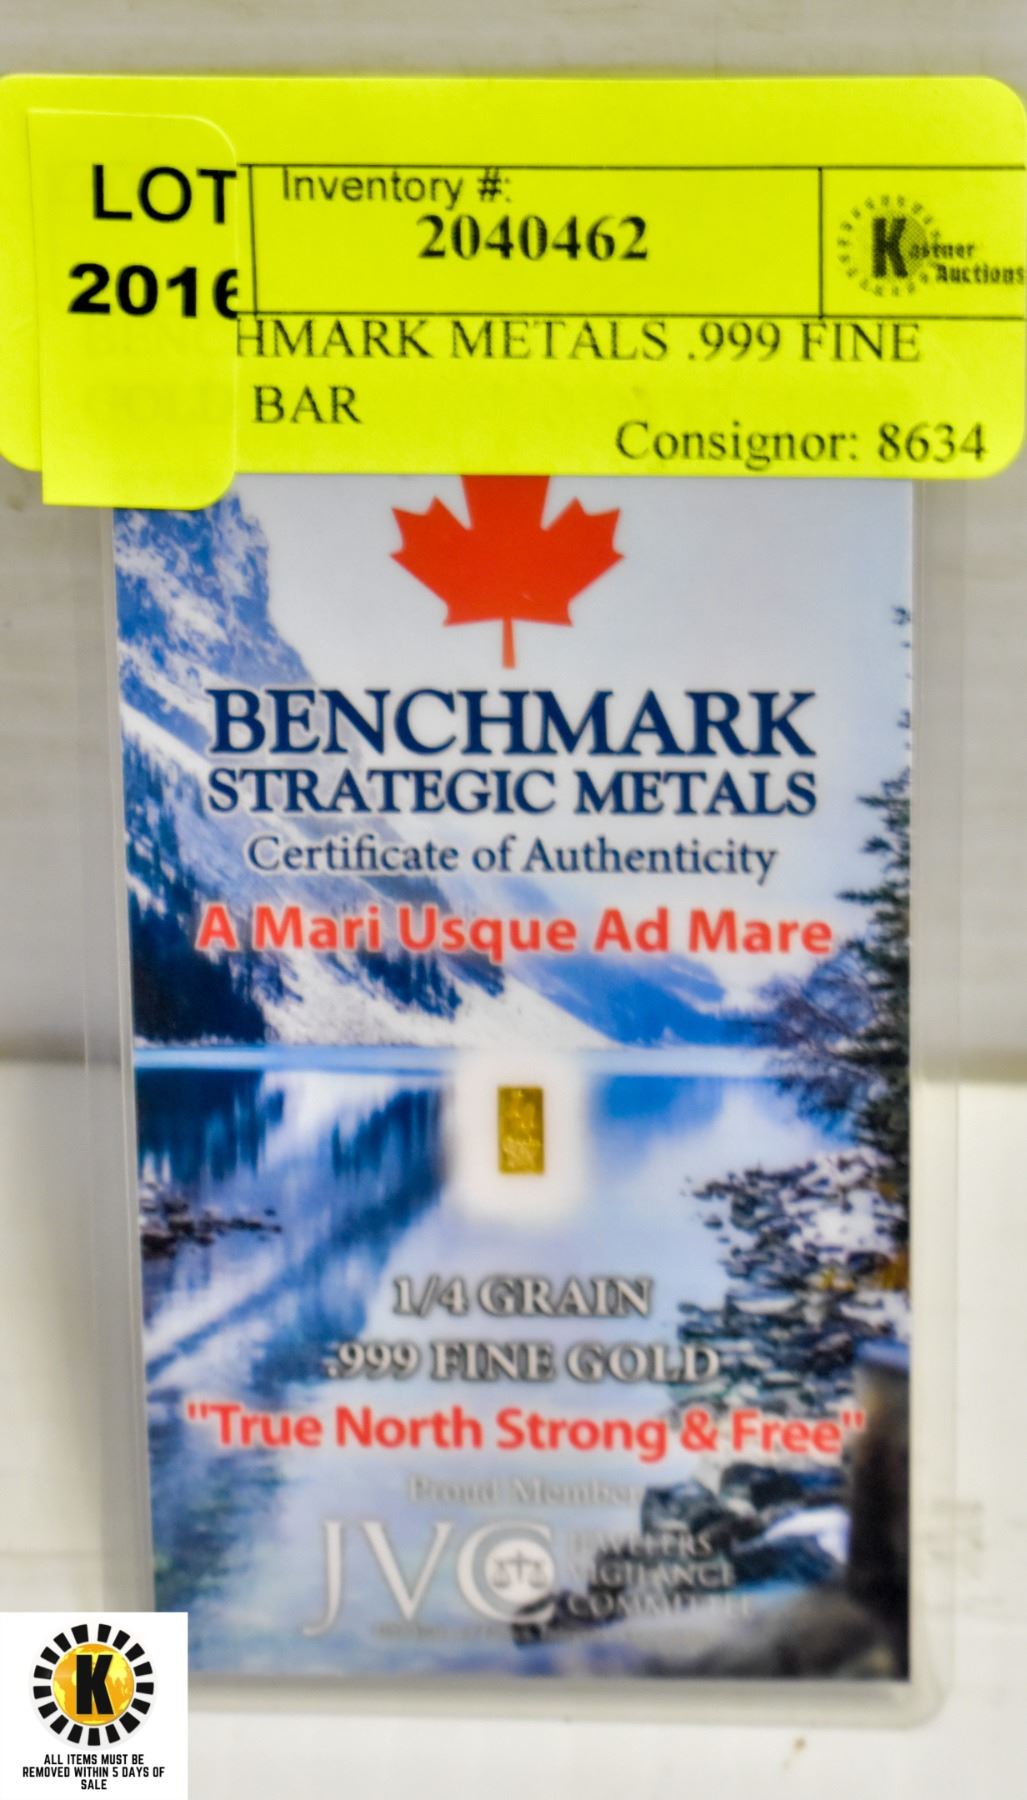 LOT
2016
Inventory #:
2040462
Kastner
Auctions
HMARK METALS .999 FINE
BAR
Consignor: 8634
BENCHMARK
STRATEGIC METALS
Certificate of Authenticity
A Mari Usque Ad Mare
1/4 GRAIN
.999 FINE GOLD
"True North Strong & Free"
Proud Member
JVC
JEWELERS
VIGILANCE
COMMITTEE
K
ALL ITEMS MUST BE
REMOVED WITHIN 5 DAYS OF
SALE